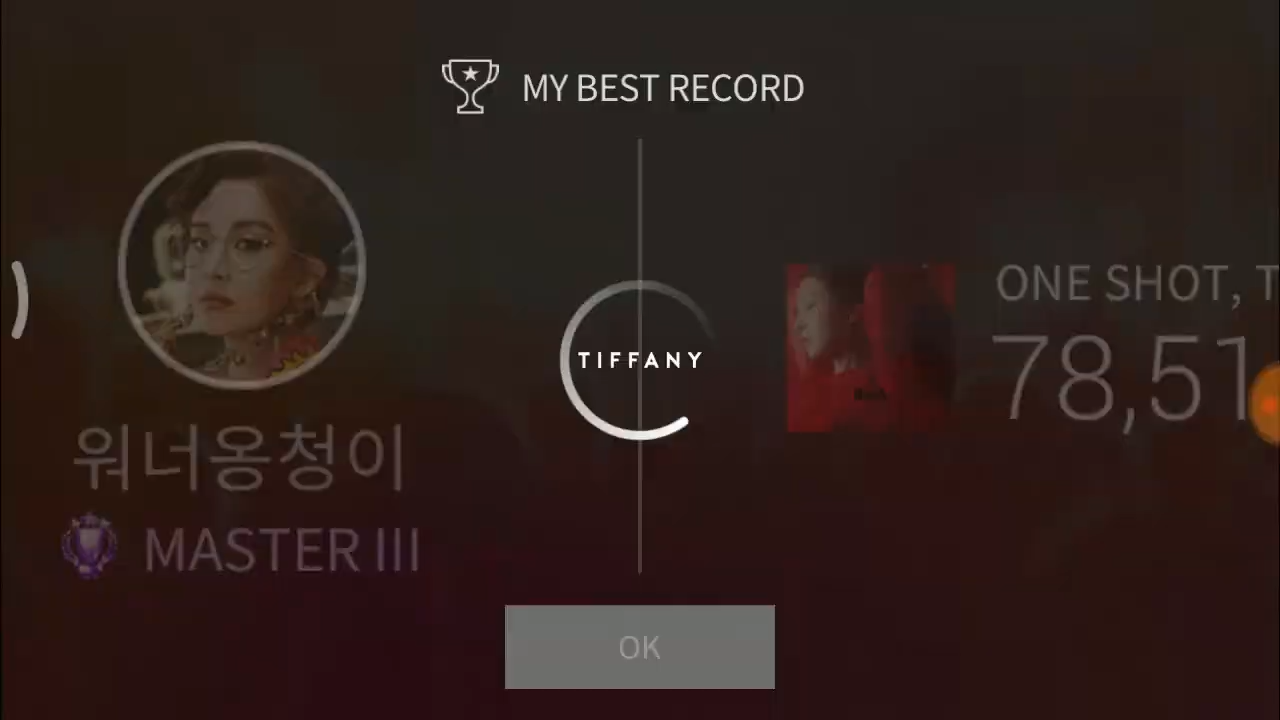 MY BEST RECORD
워너옹청이
MASTER III
TIFFANY
ONE SHOT, T
78,51
OK